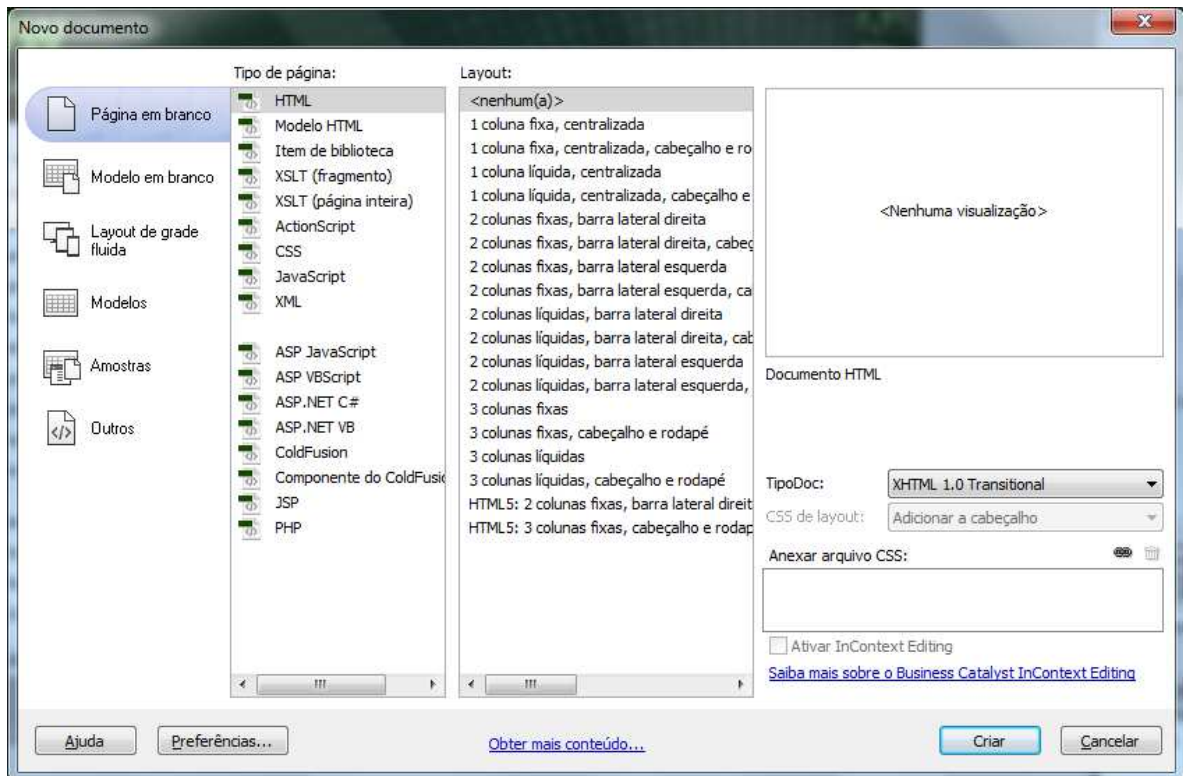 Novo documento
Página em branco
Modelo em branco
Layout de grade
fluida
Modelos
Amostras
Outros
Tipo de página:
HTML
Modelo HTML
Item de biblioteca
XSLT (fragmento)
XSLT (página inteira)
ActionScript
CSS
JavaScript
XML
ASP JavaScript
ASP VBScript
ASP.NET C#
ASP.NET VB
ColdFusion
Componente do ColdFusio
JSP
PHP
Layout:
<nenhum(a)>
1 coluna fixa, centralizada
1 coluna fixa, centralizada, cabeçalho e ro
1 coluna líquida, centralizada
1 coluna líquida, centralizada, cabeçalho e
2 colunas fixas, barra lateral direita
2 colunas fixas, barra lateral direita, cabeç
2 colunas fixas, barra lateral esquerda
2 colunas fixas, barra lateral esquerda, ca
2 colunas líquidas, barra lateral direita
2 colunas líquidas, barra lateral direita, cab
2 colunas líquidas, barra lateral esquerda
2 colunas líquidas, barra lateral esquerda,
3 colunas fixas
3 colunas fixas, cabeçalho e rodapé
3 colunas líquidas
3 colunas líquidas, cabeçalho e rodapé
HTML5: 2 colunas fixas, barra lateral direit
HTML5: 3 colunas fixas, cabeçalho e rodap
<Nenhuma visualização>
Documento HTML
TipoDoc: XHTML 1.0 Transitional
CSS de layout: Adicionar a cabeçalho
Anexar arquivo CSS:
Ativar InContext Editing
Saiba mais sobre o Business Catalyst InContext Editing
Ajuda Preferências... Obter mais conteúdo... Criar Cancelar